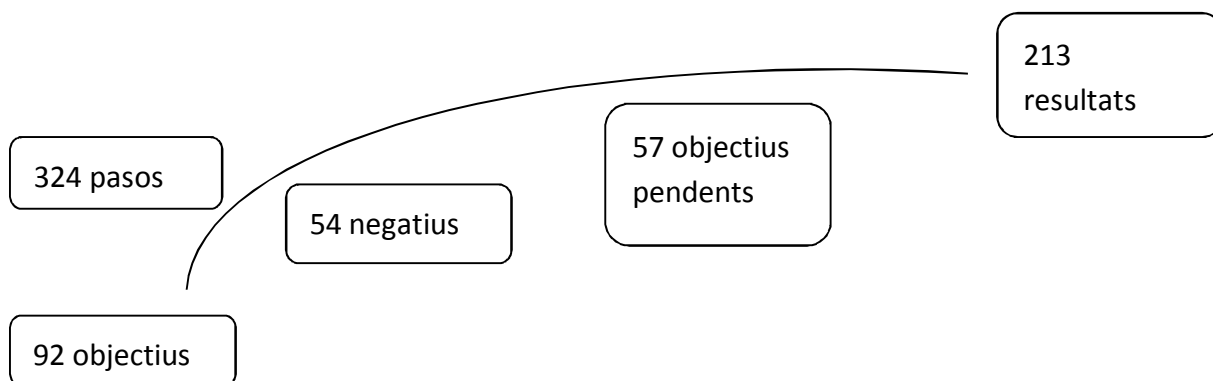 213
resultats
57 objectius
pendents
324 pasos
54 negatius
92 objectius